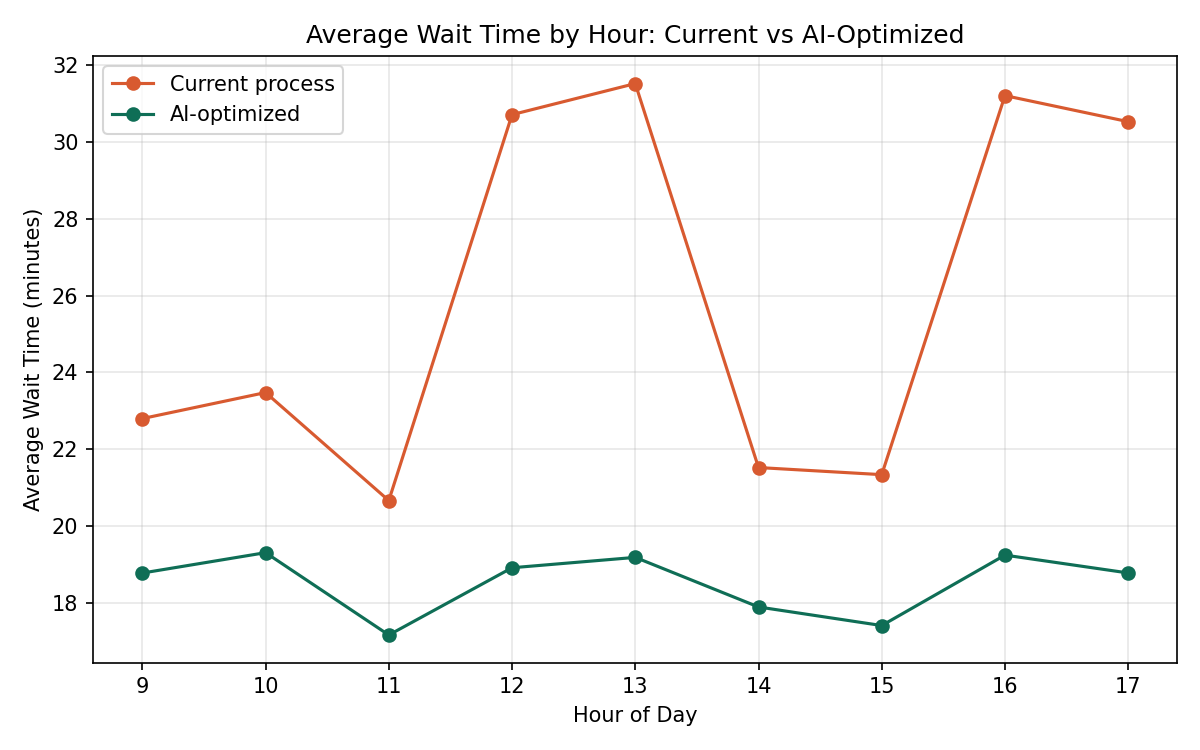 Average Wait Time by Hour: Current vs AI-Optimized
Current process
AI-optimized
Average Wait Time (minutes)
32
30
28
26
24
22
20
18
9 10 11 12 13 14 15 16 17
Hour of Day